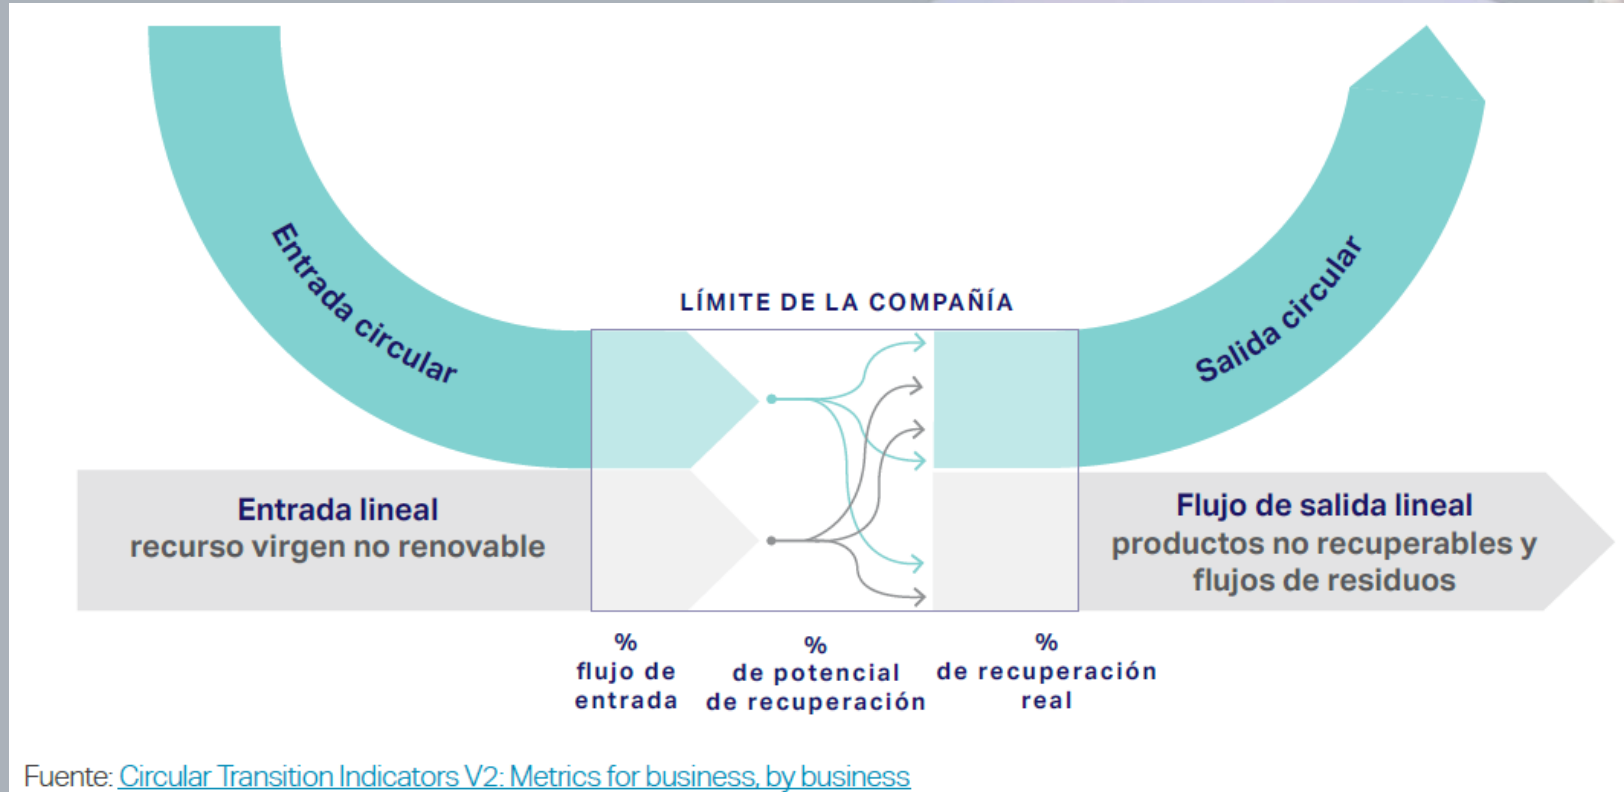 Entrada circular
LÍMITE DE LA COMPAÑÍA
Salida circular
Entrada lineal
recurso virgen no renovable
Flujo de salida lineal
productos no recuperables y
flujos de residuos
%
flujo de
entrada
%
de potencial
de recuperación
%
de recuperación
real
Fuente: Circular Transition Indicators V2: Metrics for business, by business